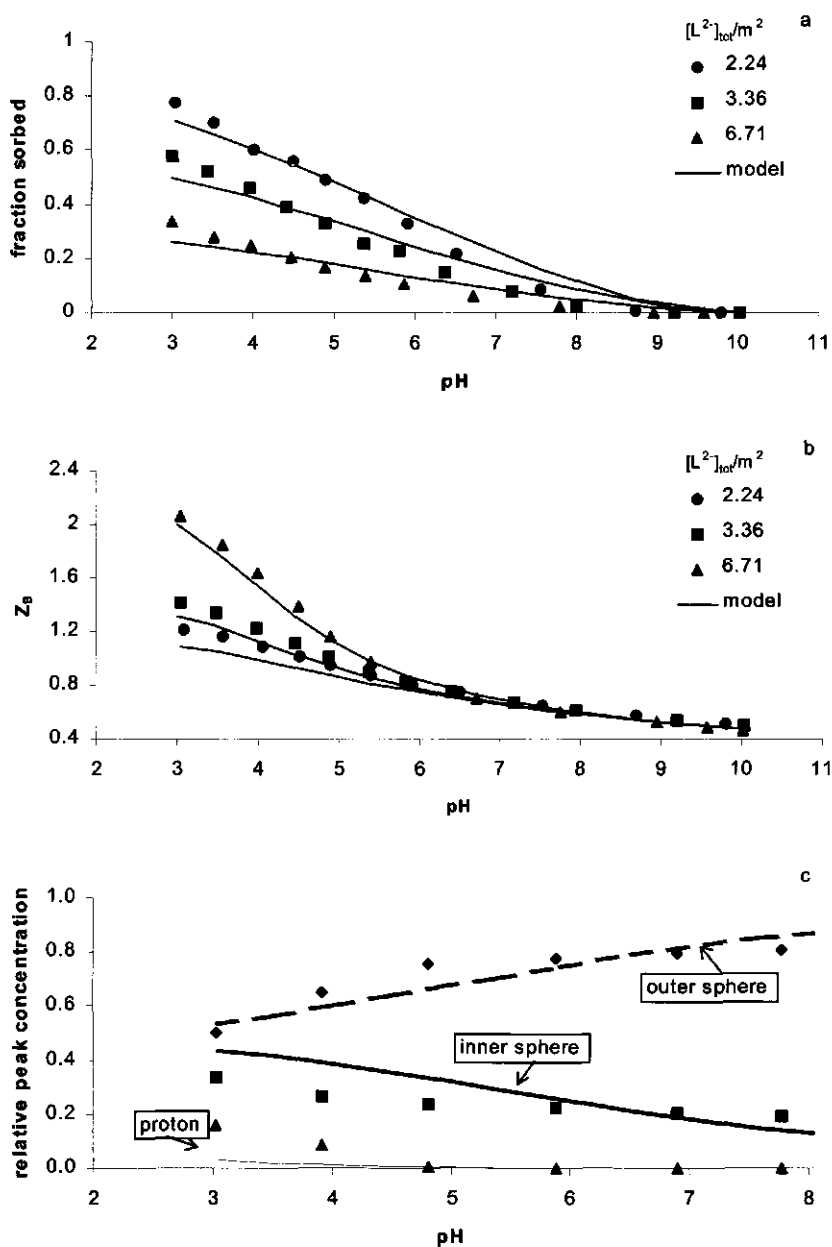 a
[L²⁻]tot/m²
2.24
3.36
6.71
model
fraction sorbed
1
0.8
0.6
0.4
0.2
0
2 3 4 5 6 7 8 9 10 11
pH
b
[L²⁻]tot/m²
2.24
3.36
6.71
model
ZB
2.4
2
1.6
1.2
0.8
0.4
2 3 4 5 6 7 8 9 10 11
pH
c
relative peak concentration
1.0
0.8
0.6
0.4
0.2
0.0
outer sphere
inner sphere
proton
2 3 4 5 6 7 8
pH